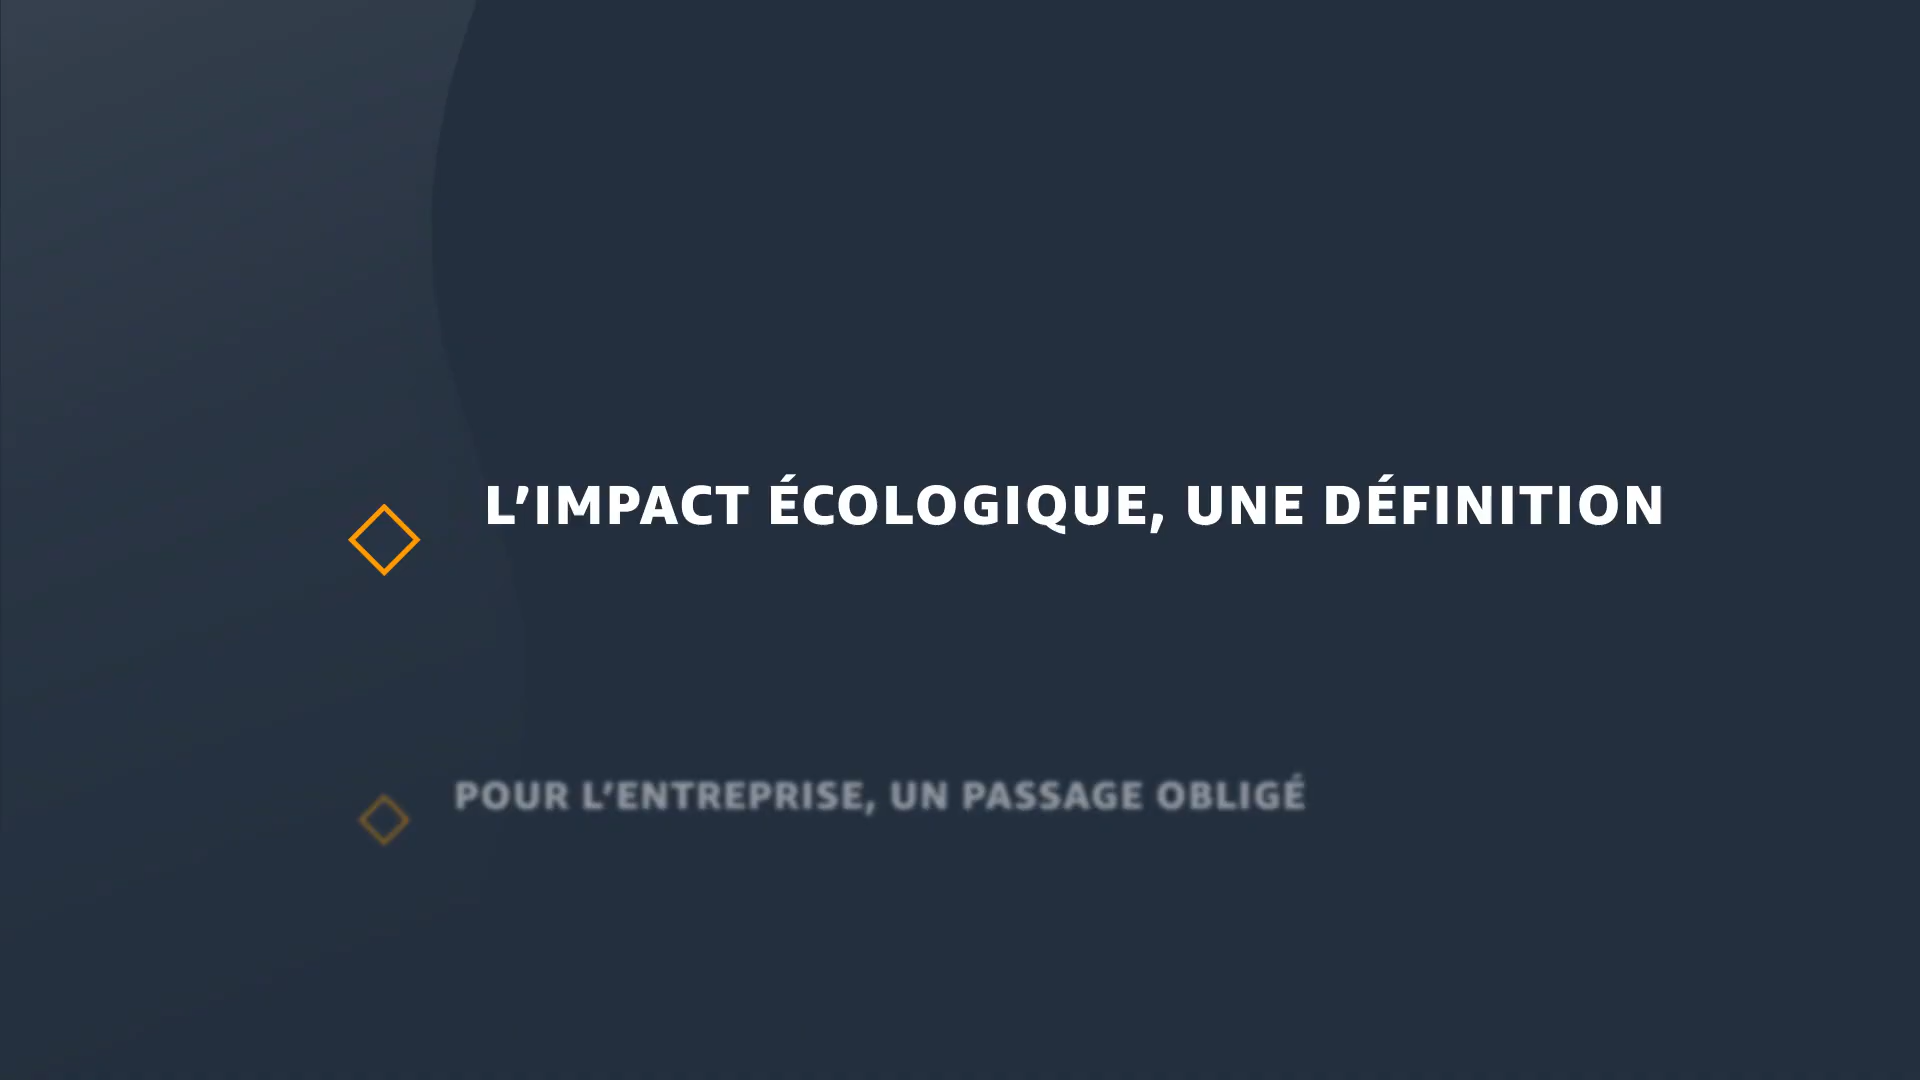 L’IMPACT ÉCOLOGIQUE, UNE DÉFINITION
POUR L’ENTREPRISE, UN PASSAGE OBLIGÉ